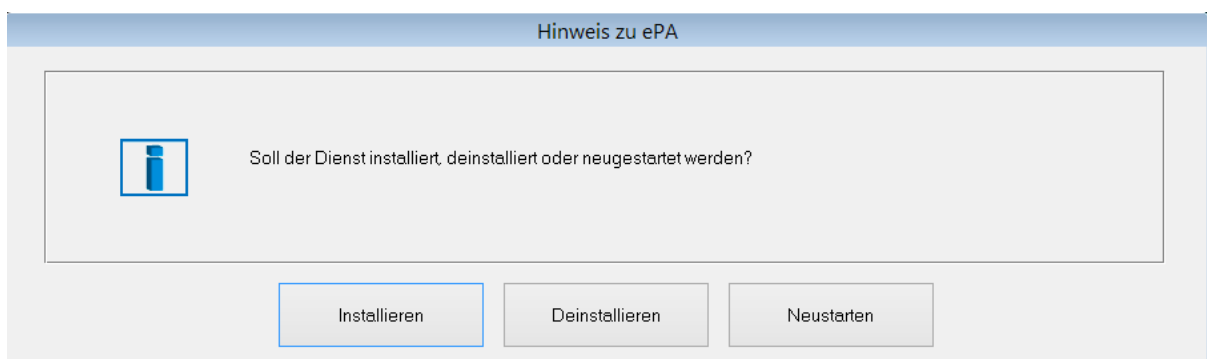 Hinweis zu ePA
Soll der Dienst installiert, deinstalliert oder neugestartet werden?
Installieren
Deinstallieren
Neustarten